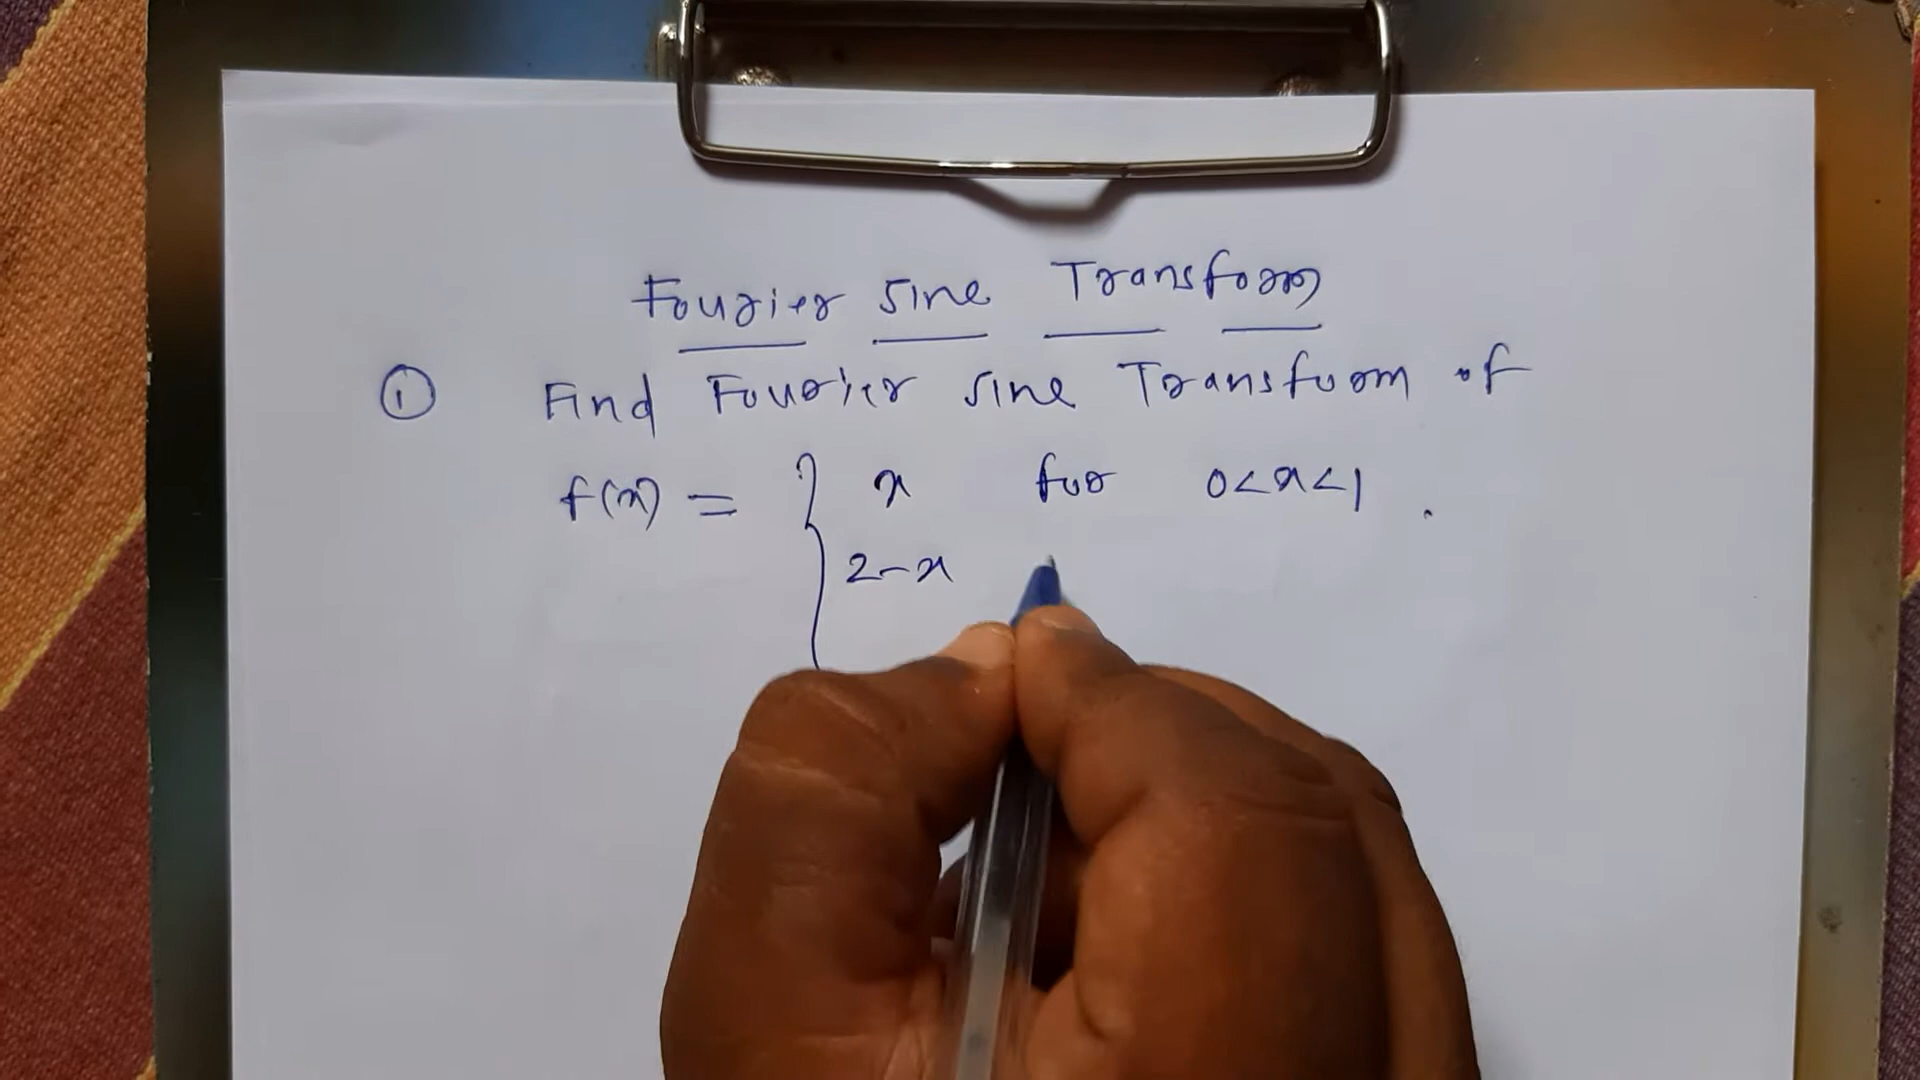 Fourier Sine Transform
① Find Fourier sine Transform of
f(x) = { x for 0<x<1 .
2-x